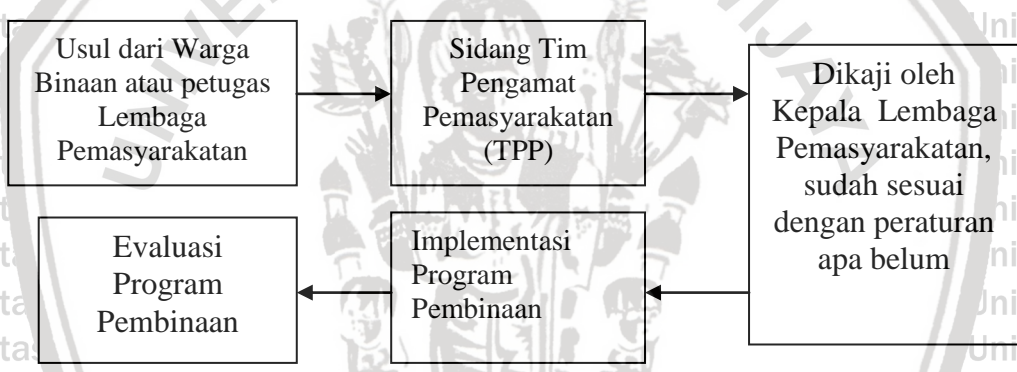 Usul dari Warga
Binaan atau petugas
Lembaga
Pemasyarakatan
Sidang Tim
Pengamat
Pemasyarakatan
(TPP)
Dikaji oleh
Kepala Lembaga
Pemasyarakatan,
sudah sesuai
dengan peraturan
apa belum
Implementasi
Program
Pembinaan
Evaluasi
Program
Pembinaan